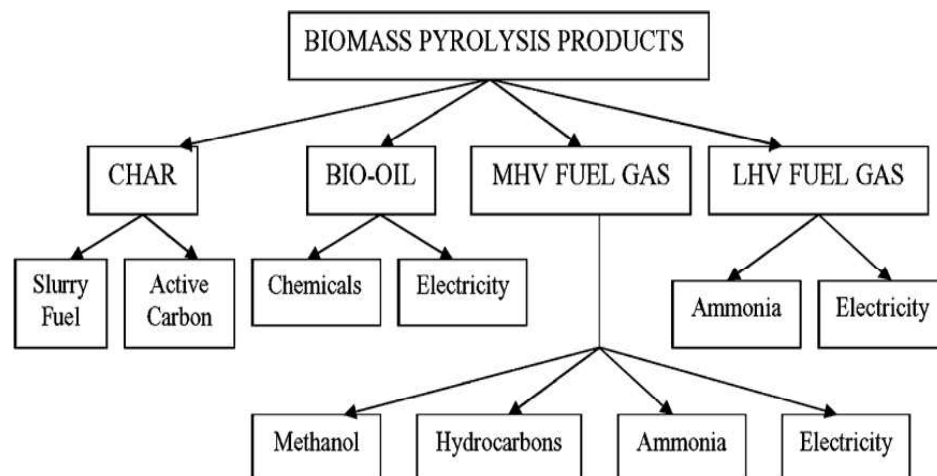 BIOMASS PYROLYSIS PRODUCTS
CHAR
BIO-OIL
MHV FUEL GAS
LHV FUEL GAS
Slurry
Fuel
Active
Carbon
Chemicals
Electricity
Ammonia
Electricity
Methanol
Hydrocarbons
Ammonia
Electricity